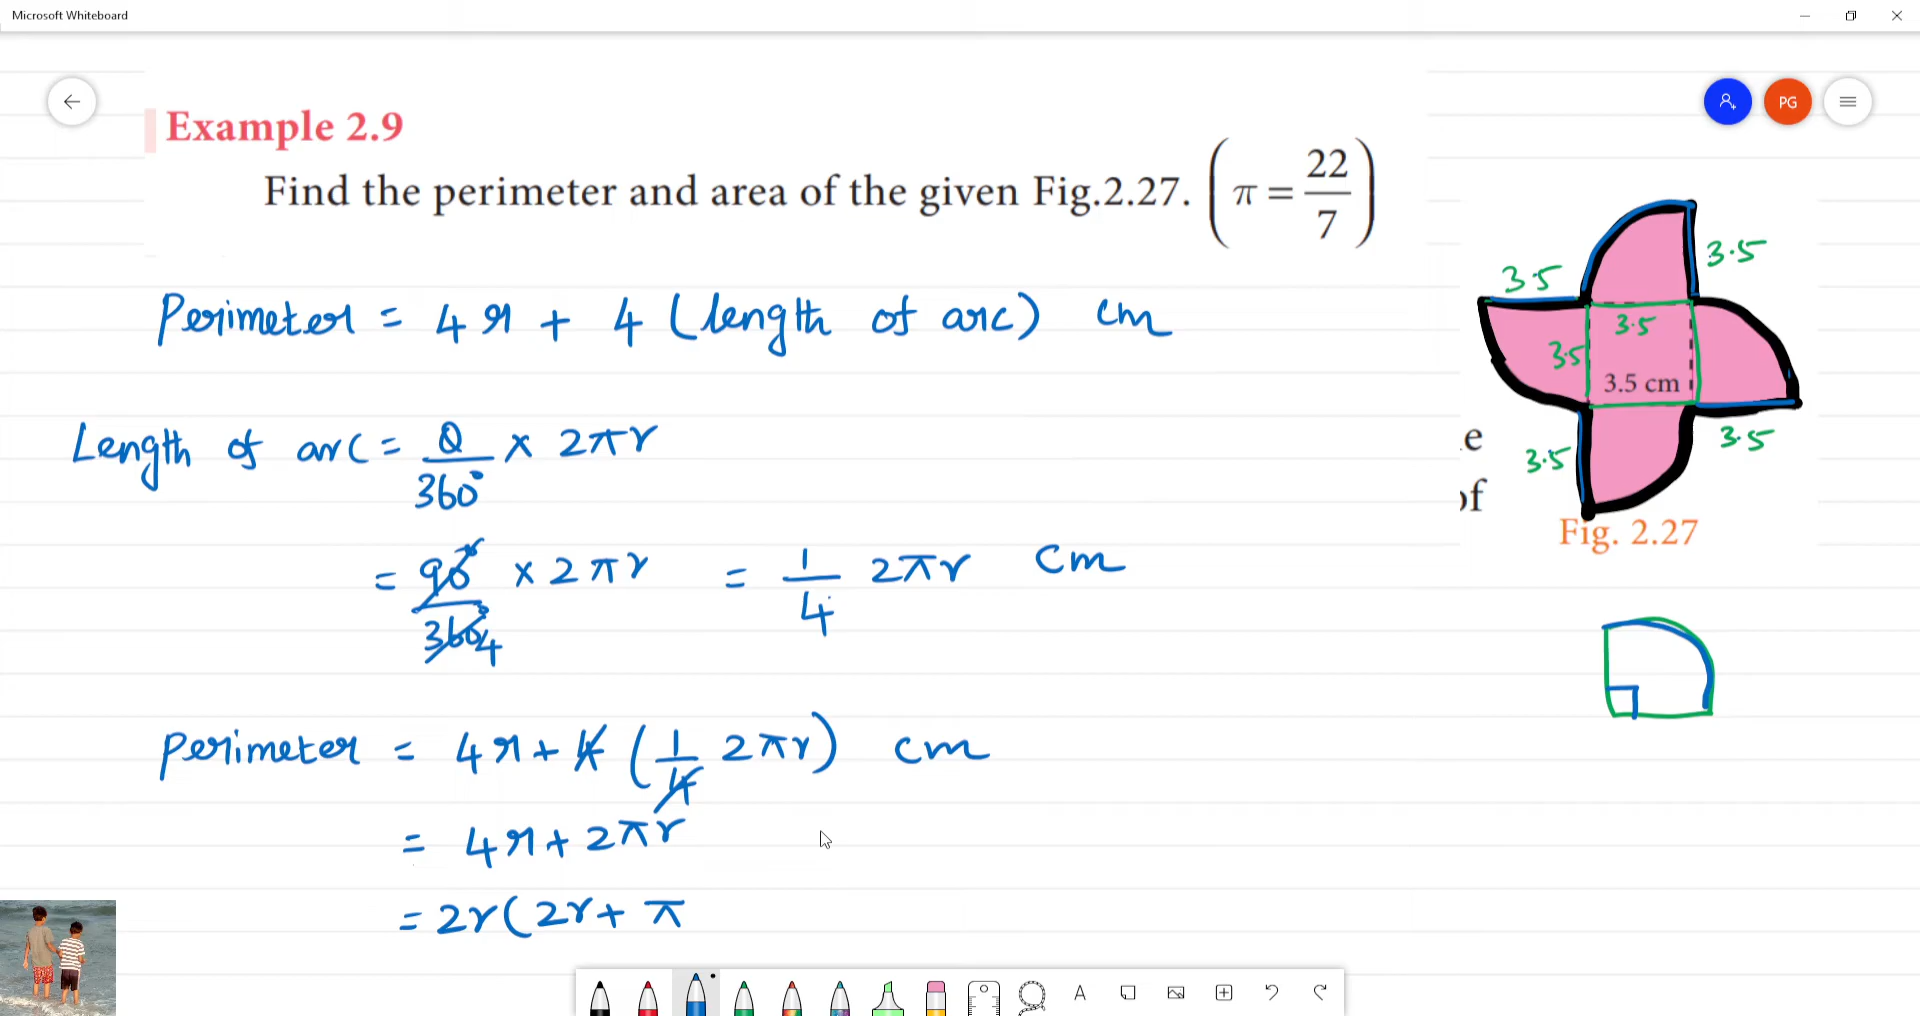 Microsoft Whiteboard
PG
Example 2.9
Find the perimeter and area of the given Fig.2.27. (π = 22/7)
3.5
3.5
3.5
3.5
3.5 cm
3.5
3.5
e
of
Fig. 2.27
Perimeter = 4r + 4 (length of arc) cm
Length of arc = θ/360° × 2πr
= 90°/360° 4 × 2πr = 1/4 2πr cm
Perimeter = 4r + 4 (1/4 2πr) cm
= 4r + 2πr
= 2r(2r + π
A